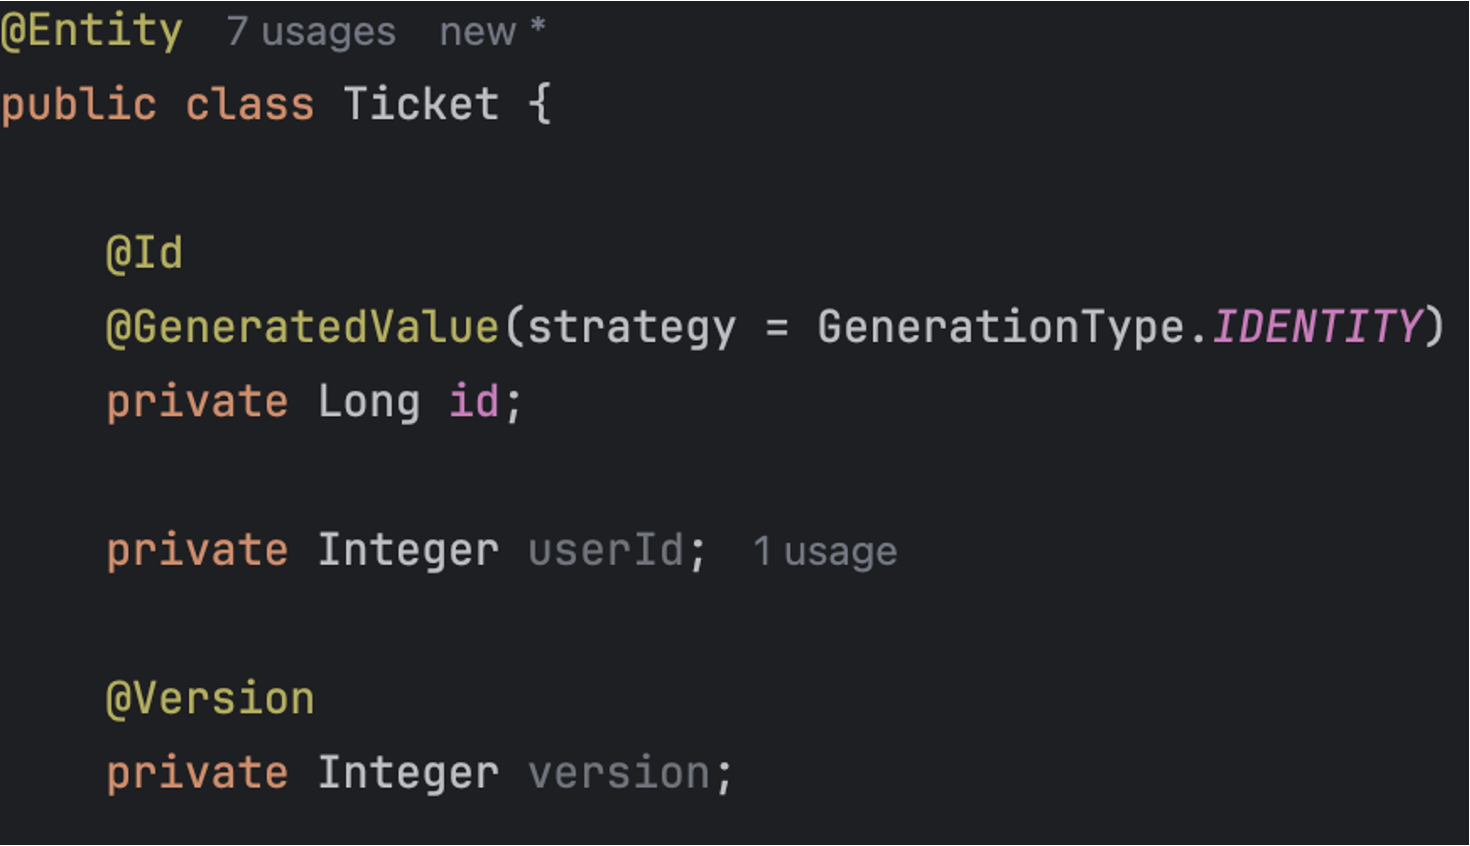 @Entity 7 usages new *
public class Ticket {
@Id
@GeneratedValue(strategy = GenerationType.IDENTITY)
private Long id;
private Integer userId; 1 usage
@Version
private Integer version;